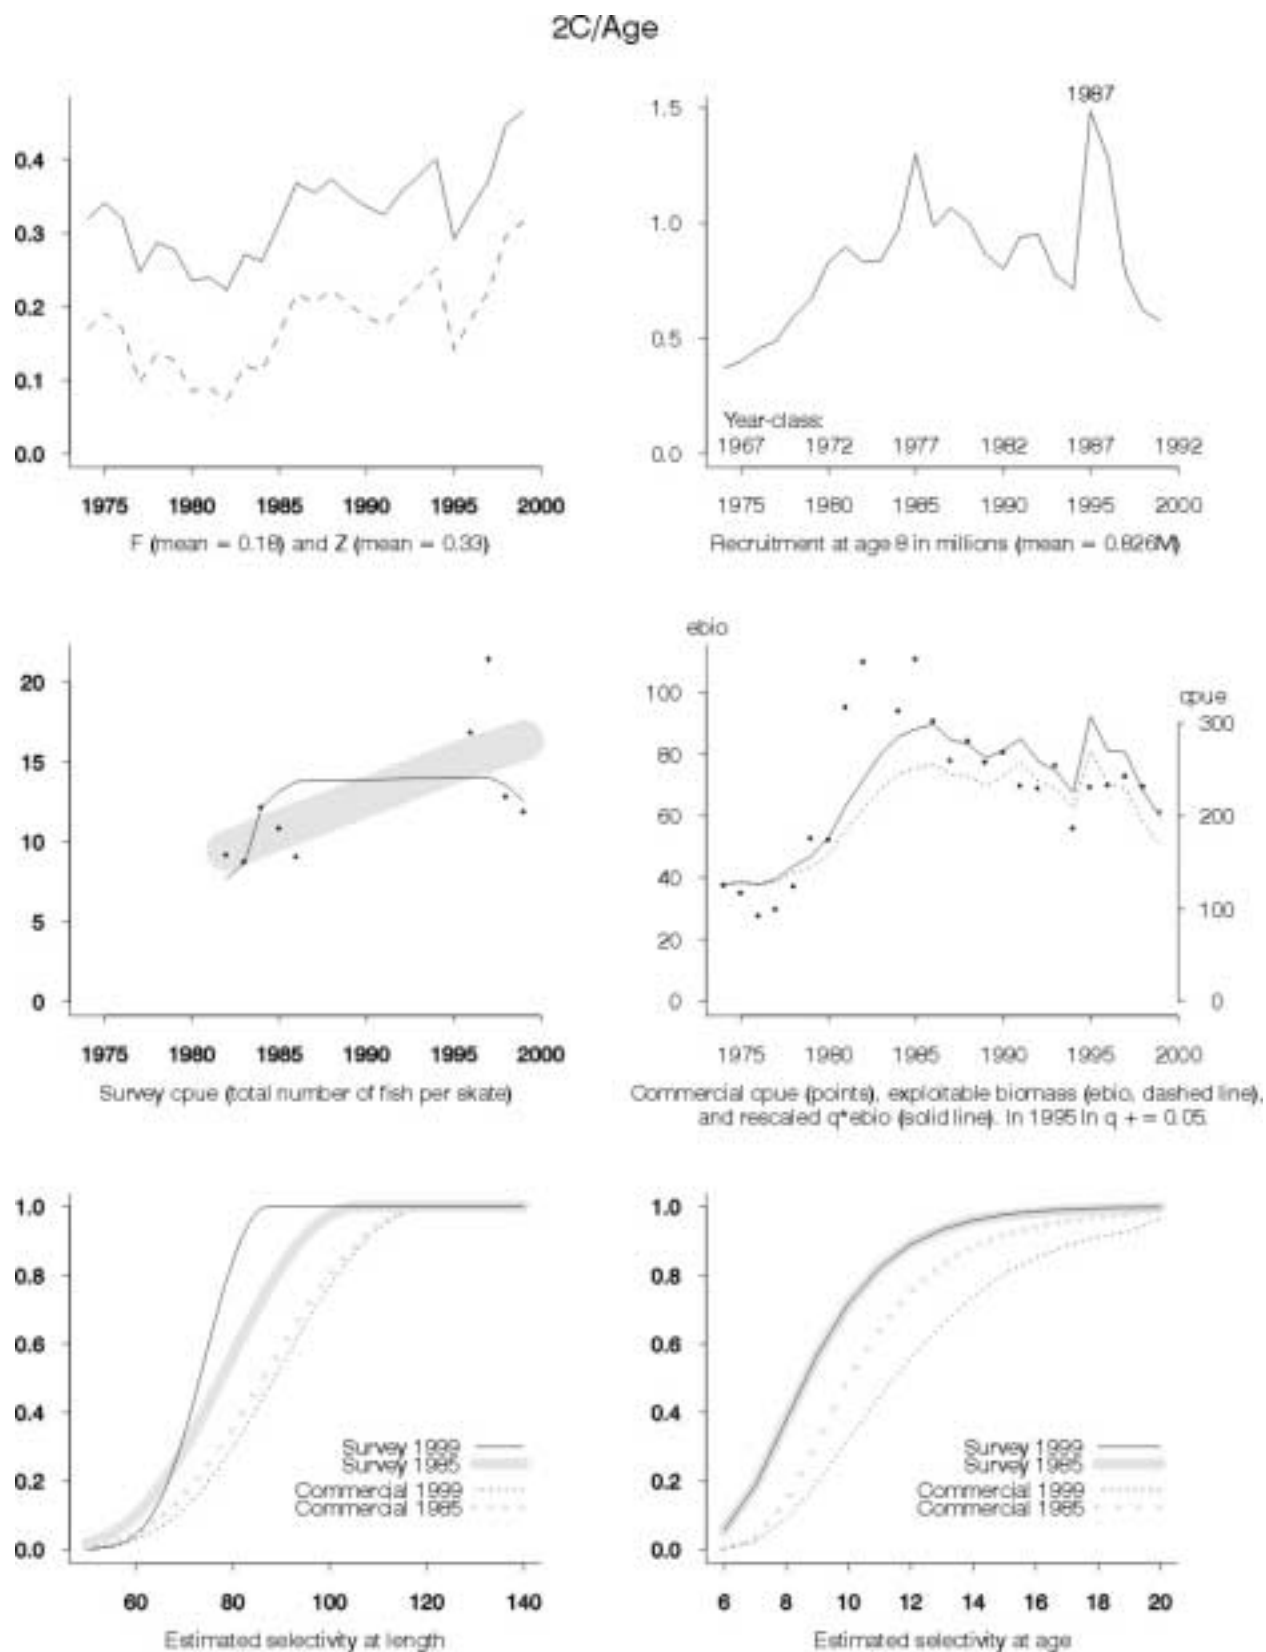 2C/Age
0.4
0.3
0.2
0.1
0.0
1975 1980 1985 1990 1995 2000
F (mean = 0.18) and Z (mean = 0.33)
1987
1.5
1.0
0.5
0.0
Year-class:
1967 1972 1977 1982 1987 1992
1975 1980 1985 1990 1995 2000
Recruitment at age 8 in millions (mean = 0.826M)
20
15
10
5
0
1975 1980 1985 1990 1995 2000
Survey cpue (total number of fish per skate)
ebio
100
80
60
40
20
0
cpue
300
200
100
0
1975 1980 1985 1990 1995 2000
Commercial cpue (points), exploitable biomass (ebio, dashed line),
and rescaled q*ebio (solid line). In 1995 ln q + = 0.05.
1.0
0.8
0.6
0.4
0.2
0.0
Survey 1999
Survey 1985
Commercial 1999
Commercial 1985
60 80 100 120 140
Estimated selectivity at length
1.0
0.8
0.6
0.4
0.2
0.0
Survey 1999
Survey 1985
Commercial 1999
Commercial 1985
6 8 10 12 14 16 18 20
Estimated selectivity at age